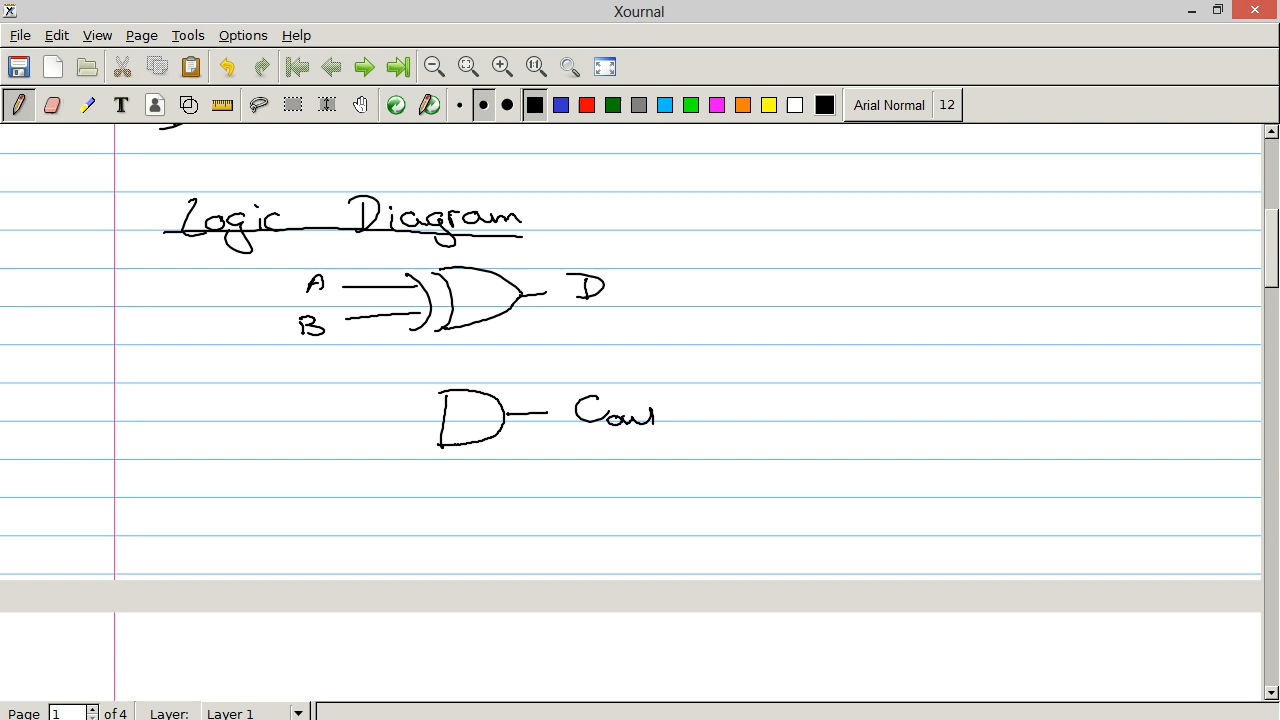 Xournal
File Edit View Page Tools Options Help
Arial Normal 12
Logic Diagram
A D
B
Cout
Page 1 of 4 Layer: Layer 1